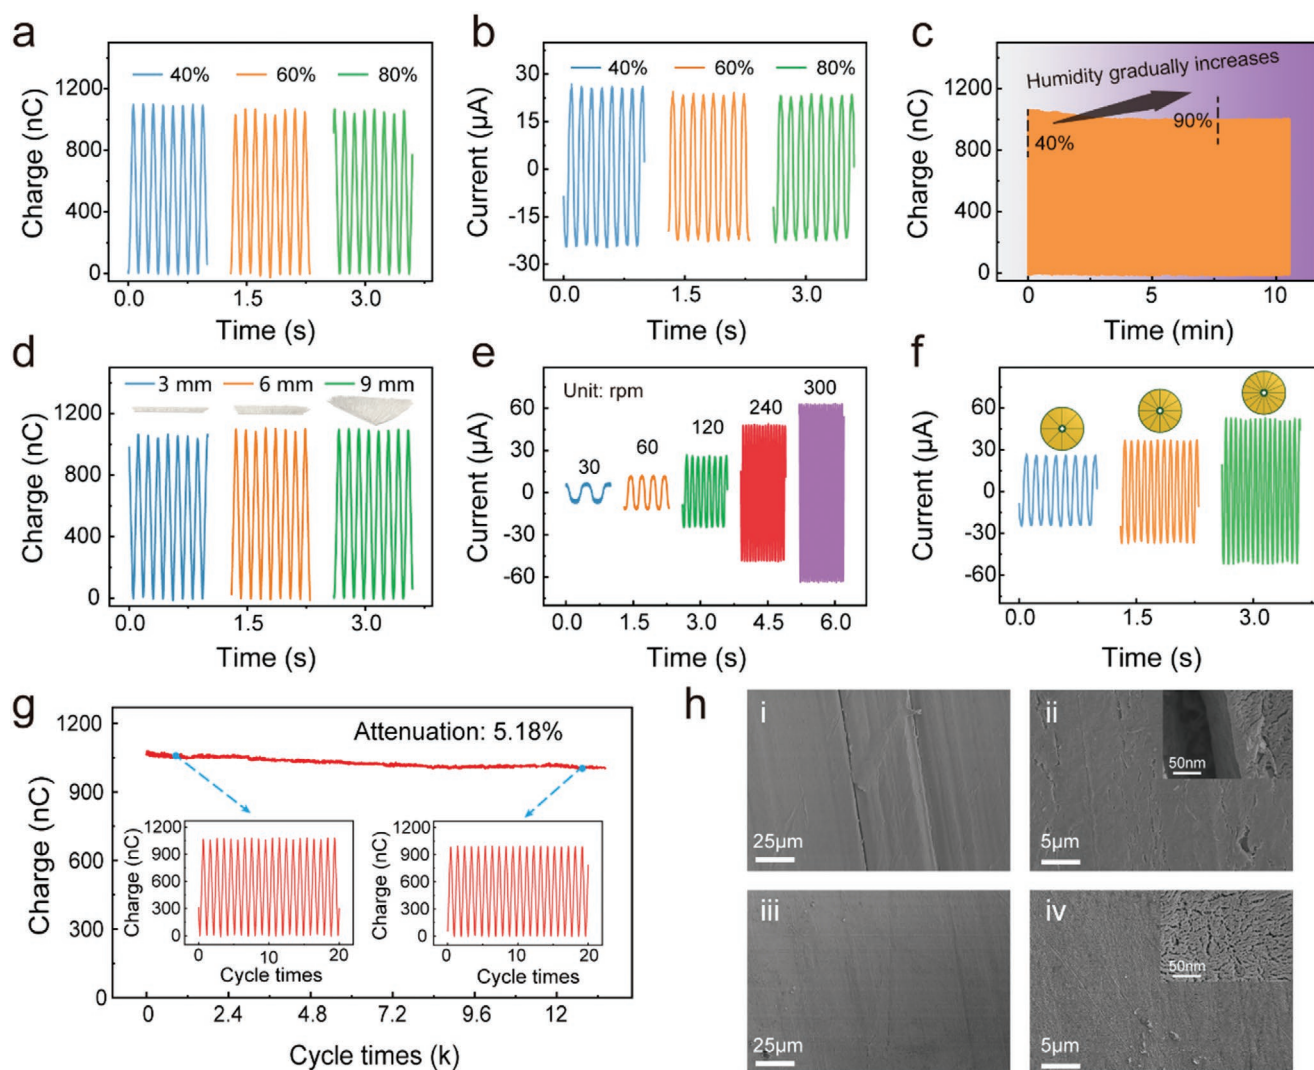 a
40% 60% 80%
Charge (nC)
1200
800
400
0
0.0 1.5 3.0
Time (s)
b
40% 60% 80%
Current (μA)
30
15
0
-15
-30
0.0 1.5 3.0
Time (s)
c
Humidity gradually increases
40%
90%
Charge (nC)
1200
800
400
0
0 5 10
Time (min)
d
3 mm 6 mm 9 mm
Charge (nC)
1200
800
400
0
0.0 1.5 3.0
Time (s)
e
Unit: rpm
30
60
120
240
300
Current (μA)
60
30
0
-30
-60
0.0 1.5 3.0 4.5 6.0
Time (s)
f
Current (μA)
60
30
0
-30
-60
0.0 1.5 3.0
Time (s)
g
Attenuation: 5.18%
Charge (nC)
1200
900
600
300
0
0 2.4 4.8 7.2 9.6 12
Cycle times (k)
Charge (nC)
1200
900
600
300
0
0 10 20
Cycle times
Charge (nC)
1200
900
600
300
0
0 10 20
Cycle times
h
i
25μm
ii
50nm
5μm
iii
25μm
iv
50nm
5μm